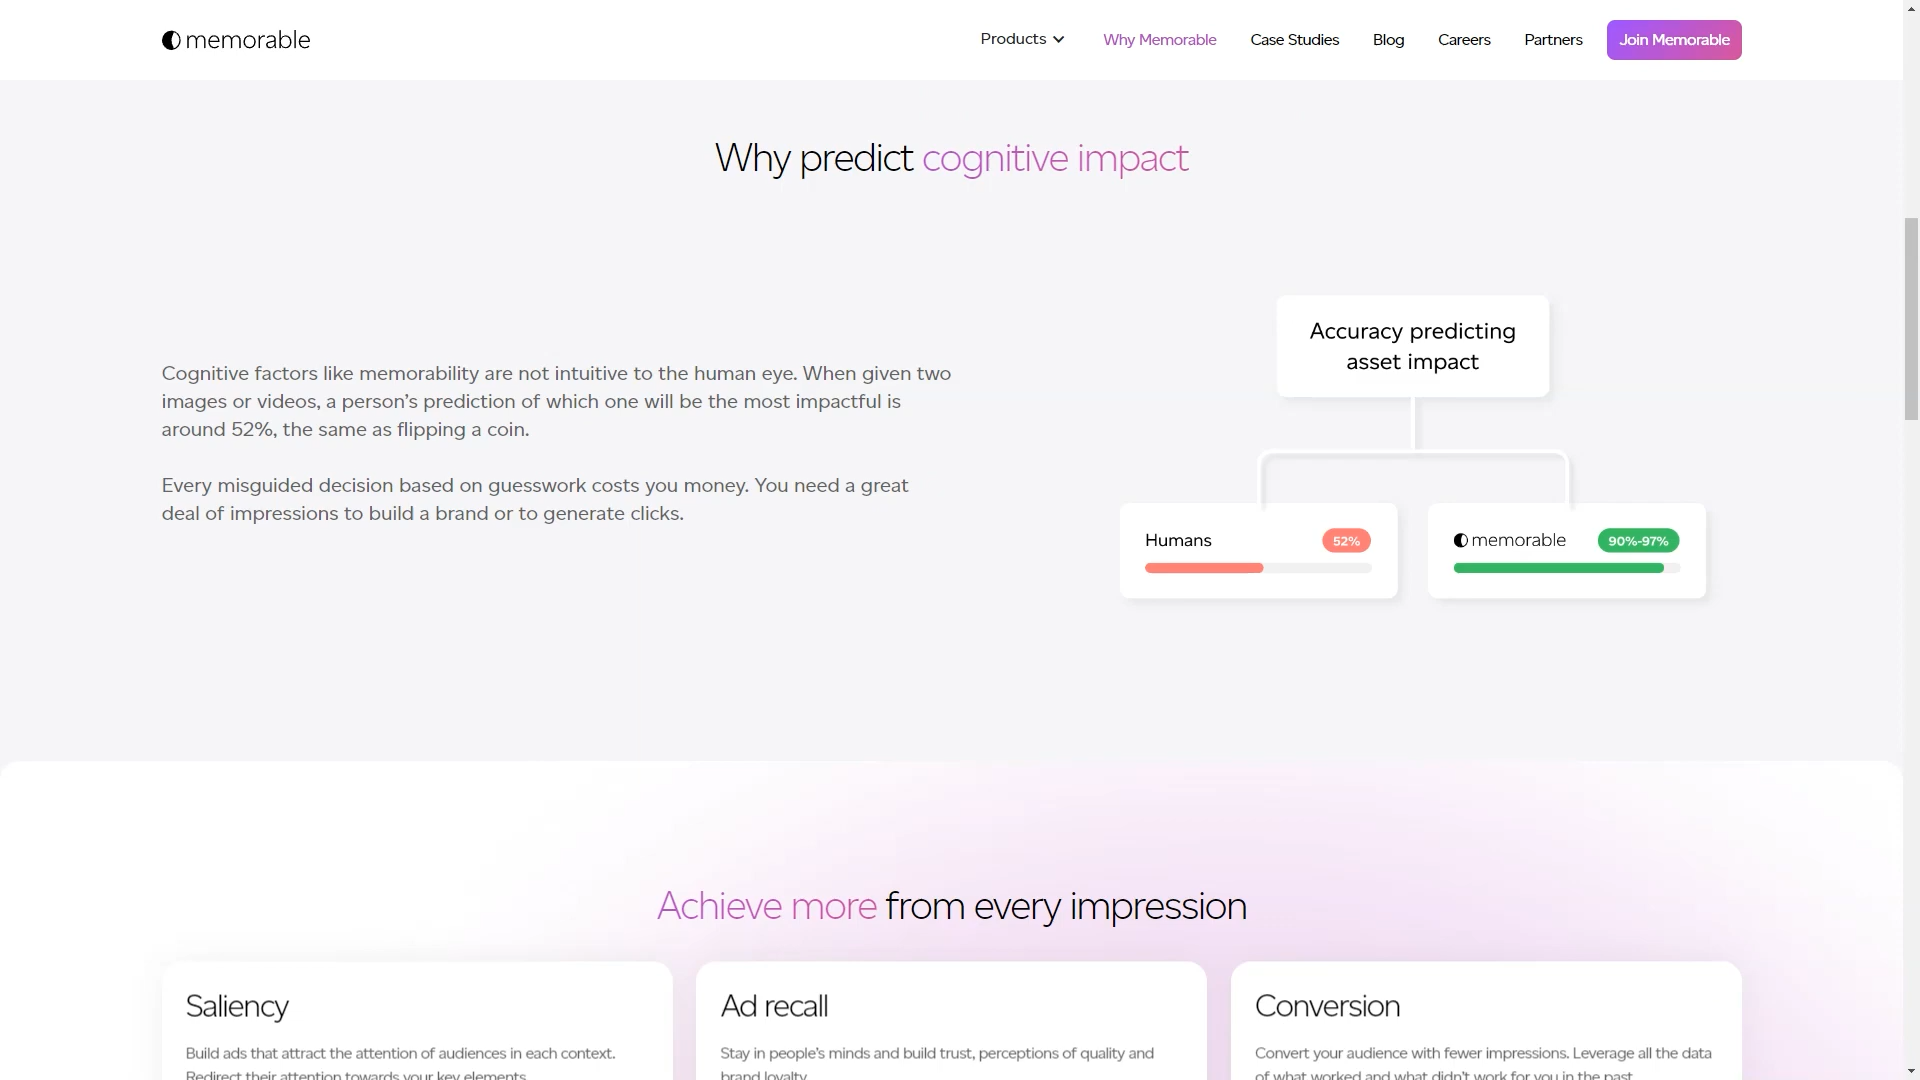 memorable
Products
Why Memorable
Case Studies
Blog
Careers
Partners
Join Memorable
Why predict cognitive impact
Cognitive factors like memorability are not intuitive to the human eye. When given two
images or videos, a person’s prediction of which one will be the most impactful is
around 52%, the same as flipping a coin.
Every misguided decision based on guesswork costs you money. You need a great
deal of impressions to build a brand or to generate clicks.
Accuracy predicting
asset impact
Humans
52%
memorable
90%-97%
Achieve more from every impression
Saliency
Build ads that attract the attention of audiences in each context.
Redirect their attention towards your key elements.
Ad recall
Stay in people’s minds and build trust, perceptions of quality and
brand loyalty.
Conversion
Convert your audience with fewer impressions. Leverage all the data
of what worked and what didn’t work for you in the past.